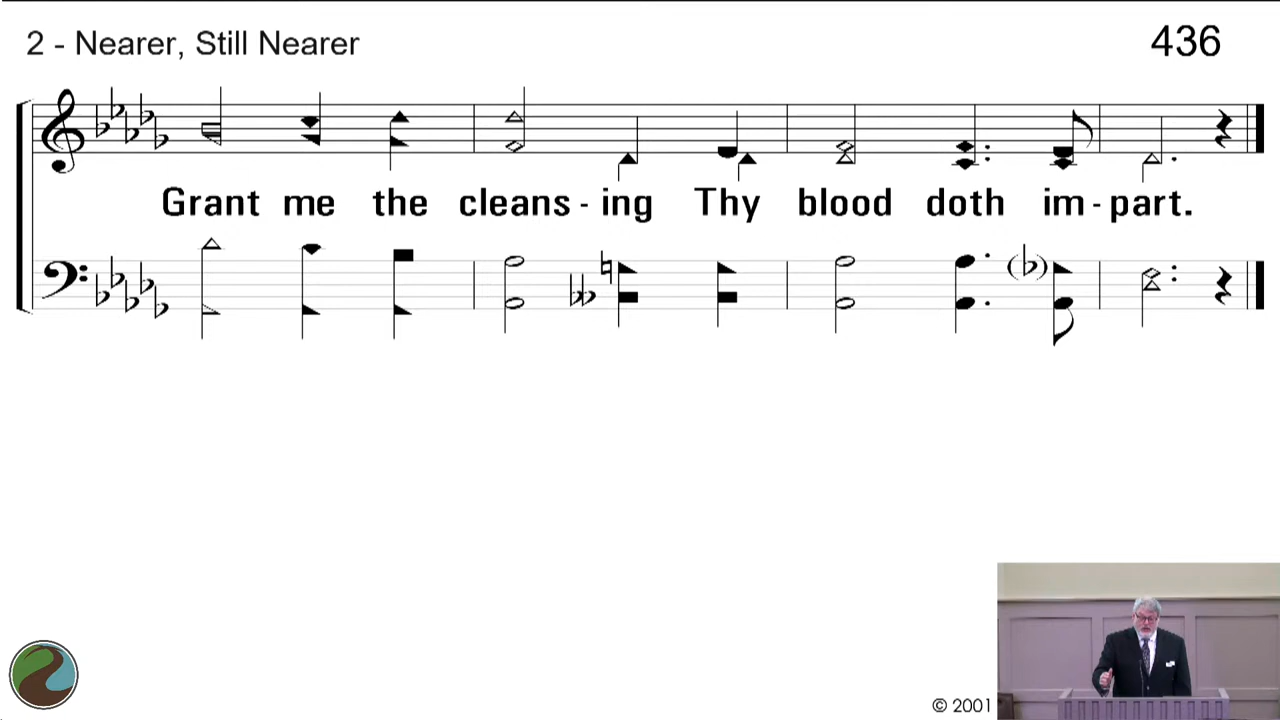 2 - Nearer, Still Nearer
436
Grant me the cleans - ing Thy blood doth im - part.
© 2001